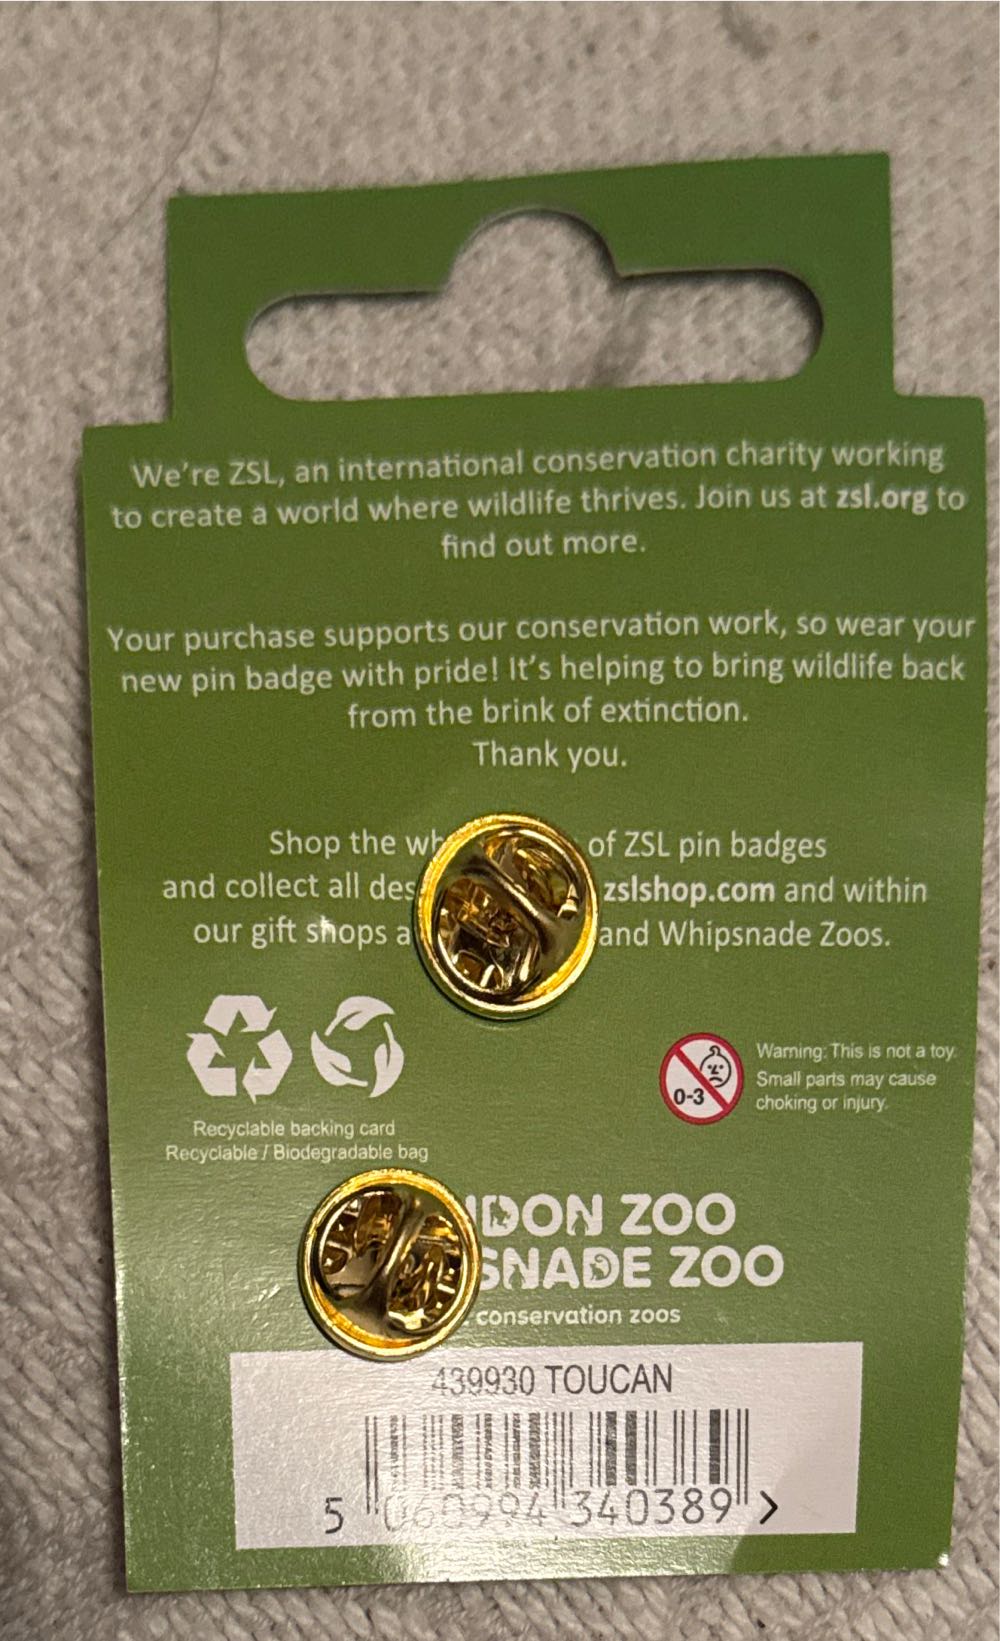 We're ZSL, an international conservation charity working
to create a world where wildlife thrives. Join us at zsl.org to
find out more.
Your purchase supports our conservation work, so wear your
new pin badge with pride! It's helping to bring wildlife back
from the brink of extinction.
Thank you.
Shop the of ZSL pin badges
and collect all zslshop.com and within
our gift shops and Whipsnade Zoos.
Recyclable backing card
Recyclable / Biodegradable bag
0-3
Warning: This is not a toy.
Small parts may cause
choking or injury.
ZOO
ZOO
conservation zoos
439930 TOUCAN
5 060994 340389 >